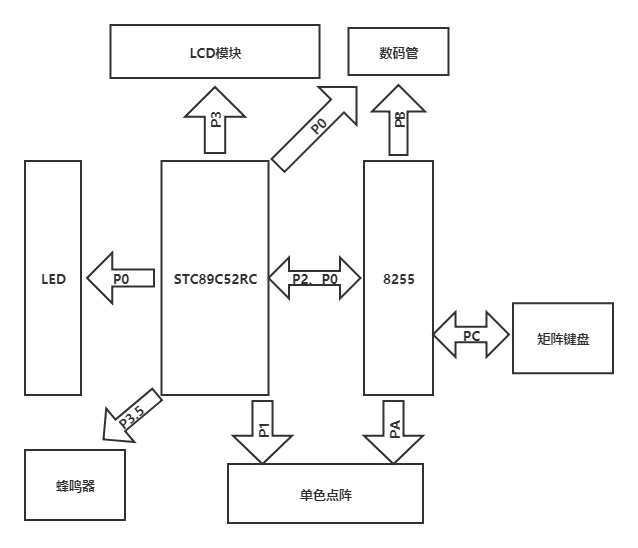 LCD模块
数码管
P3
P0
PB
LED
P0
STC89C52RC
P2、P0
8255
PC
矩阵键盘
P3.5
P1
PA
蜂鸣器
单色点阵